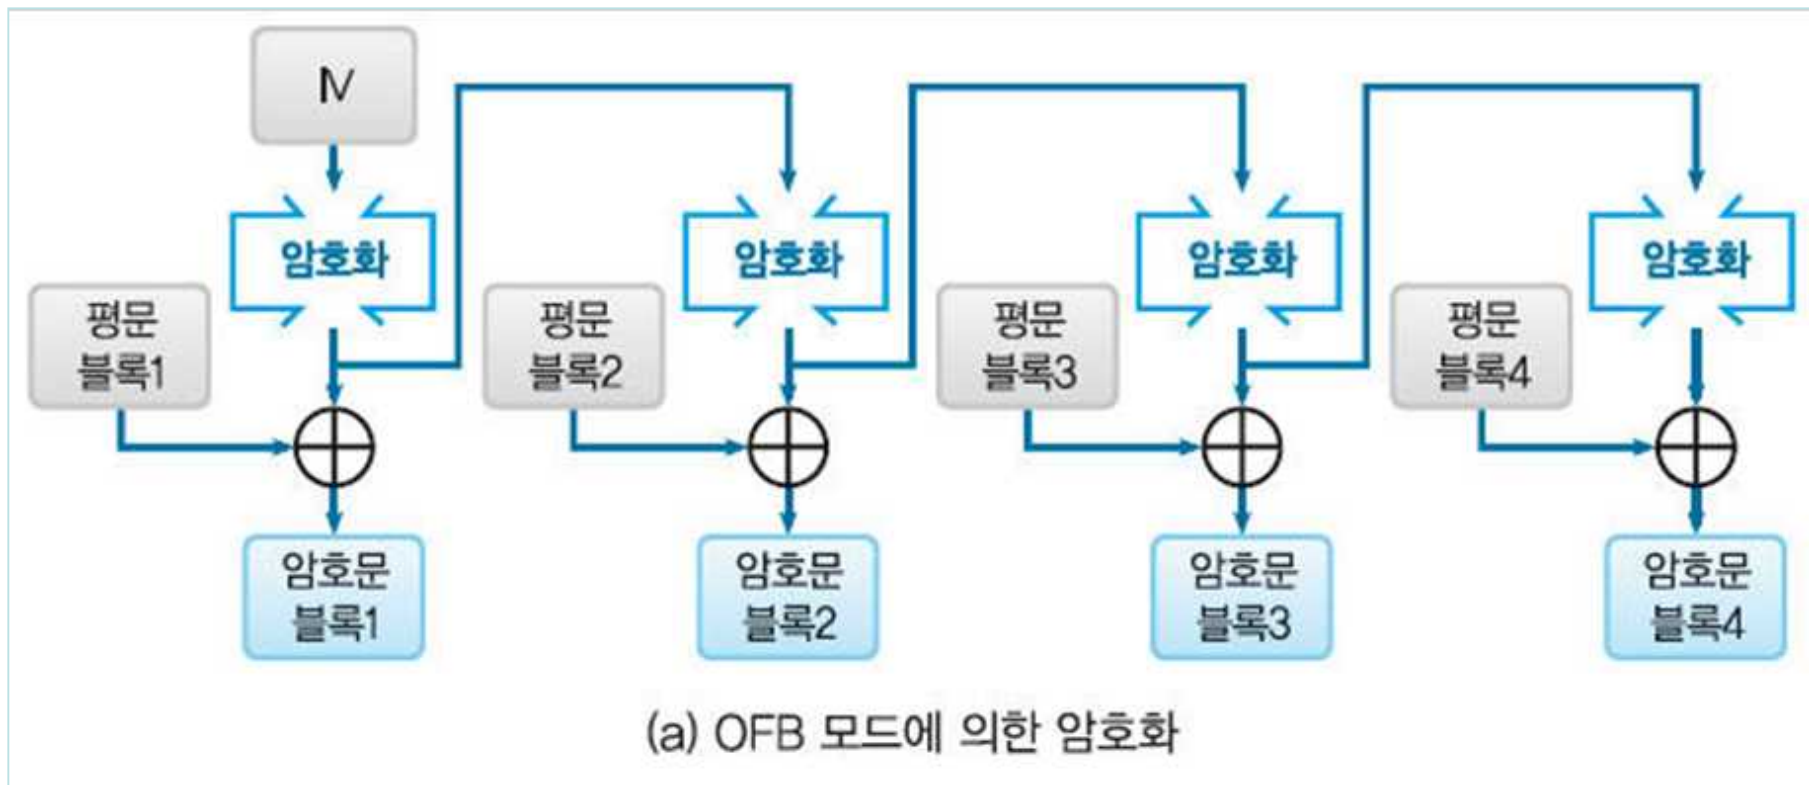 IV
암호화
암호화
암호화
암호화
평문
블록1
평문
블록2
평문
블록3
평문
블록4
암호문
블록1
암호문
블록2
암호문
블록3
암호문
블록4
(a) OFB 모드에 의한 암호화